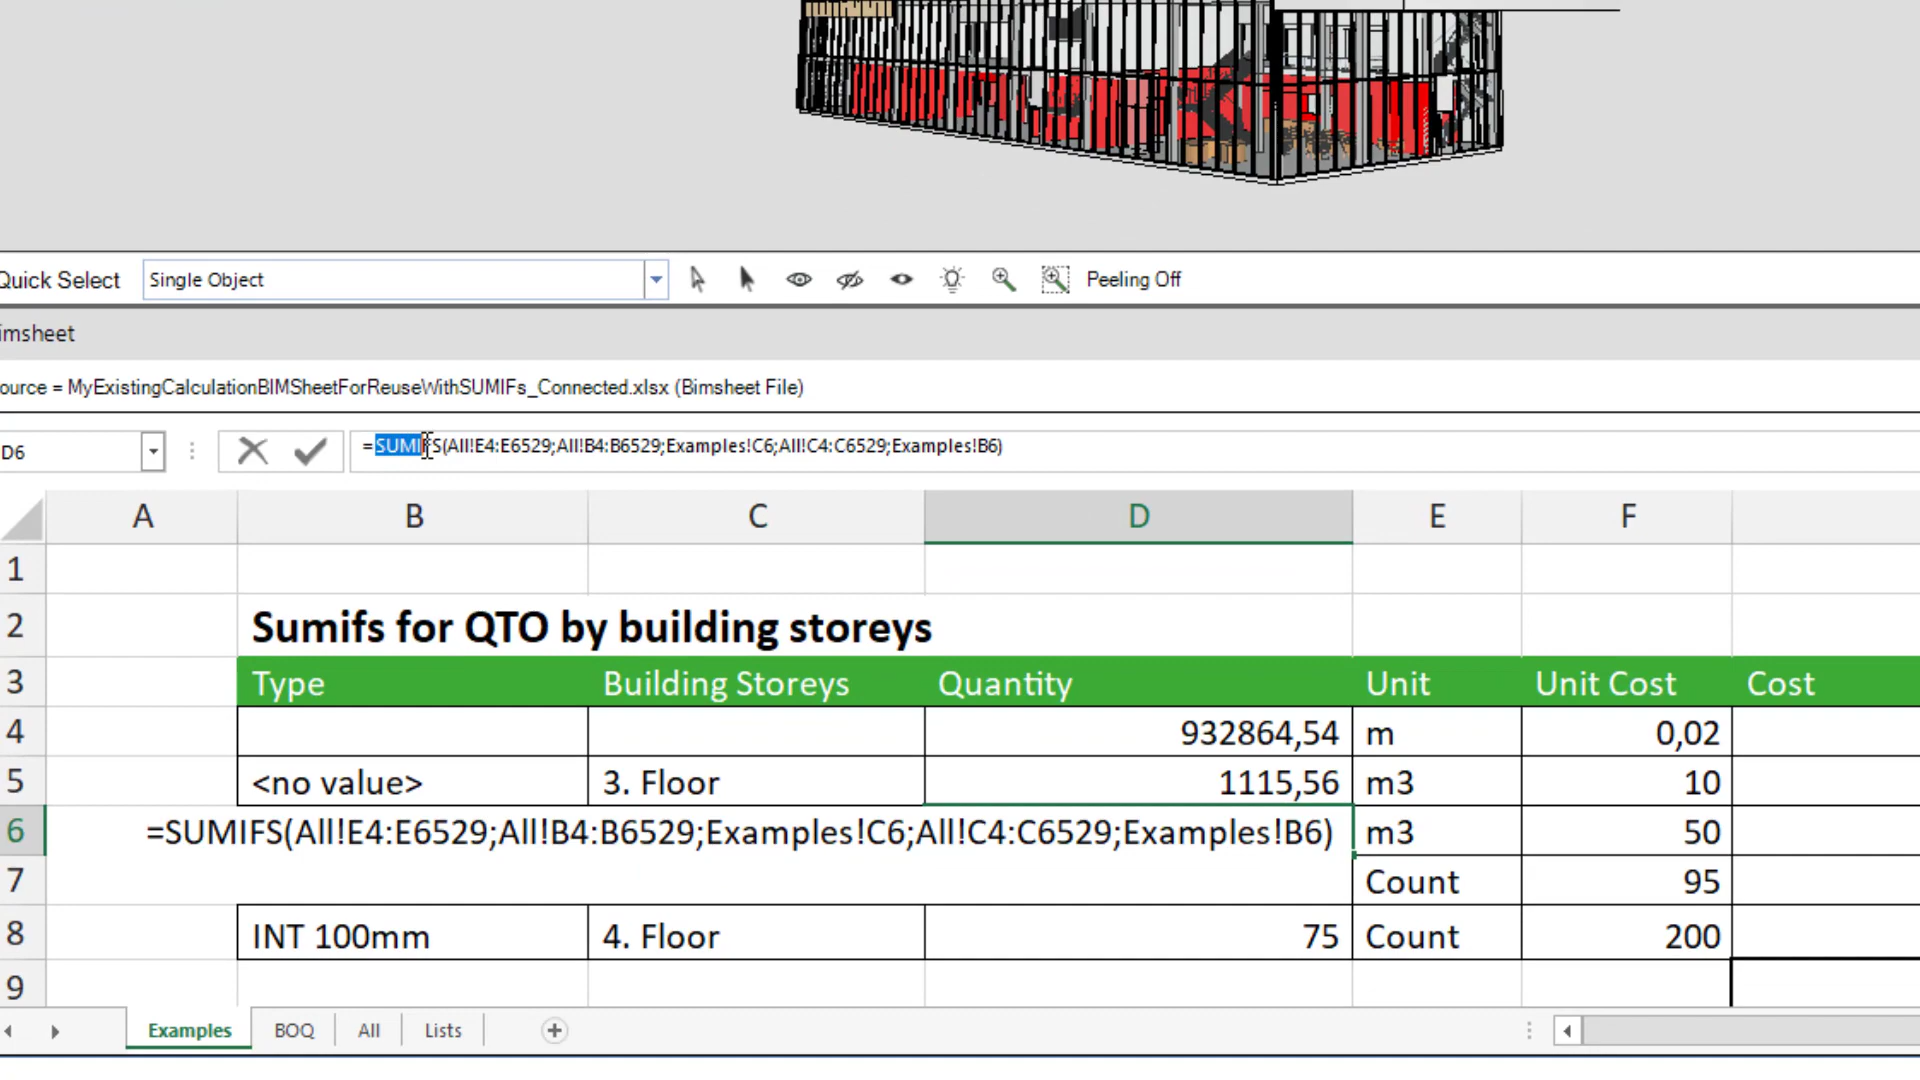 Quick Select Single Object Peeling Off
imsheet
ource = MyExistingCalculationBIMSheetForReuseWithSUMIFs_Connected.xlsx (Bimsheet File)
D6 =SUMIFS(All!E4:E6529;All!B4:B6529;Examples!C6;All!C4:C6529;Examples!B6)
A B C D E F
1
2 Sumifs for QTO by building storeys
3 Type Building Storeys Quantity Unit Unit Cost Cost
4 932864,54 m 0,02
5 <no value> 3. Floor 1115,56 m3 10
6 =SUMIFS(All!E4:E6529;All!B4:B6529;Examples!C6;All!C4:C6529;Examples!B6) m3 50
7 Count 95
8 INT 100mm 4. Floor 75 Count 200
9
Examples BOQ All Lists